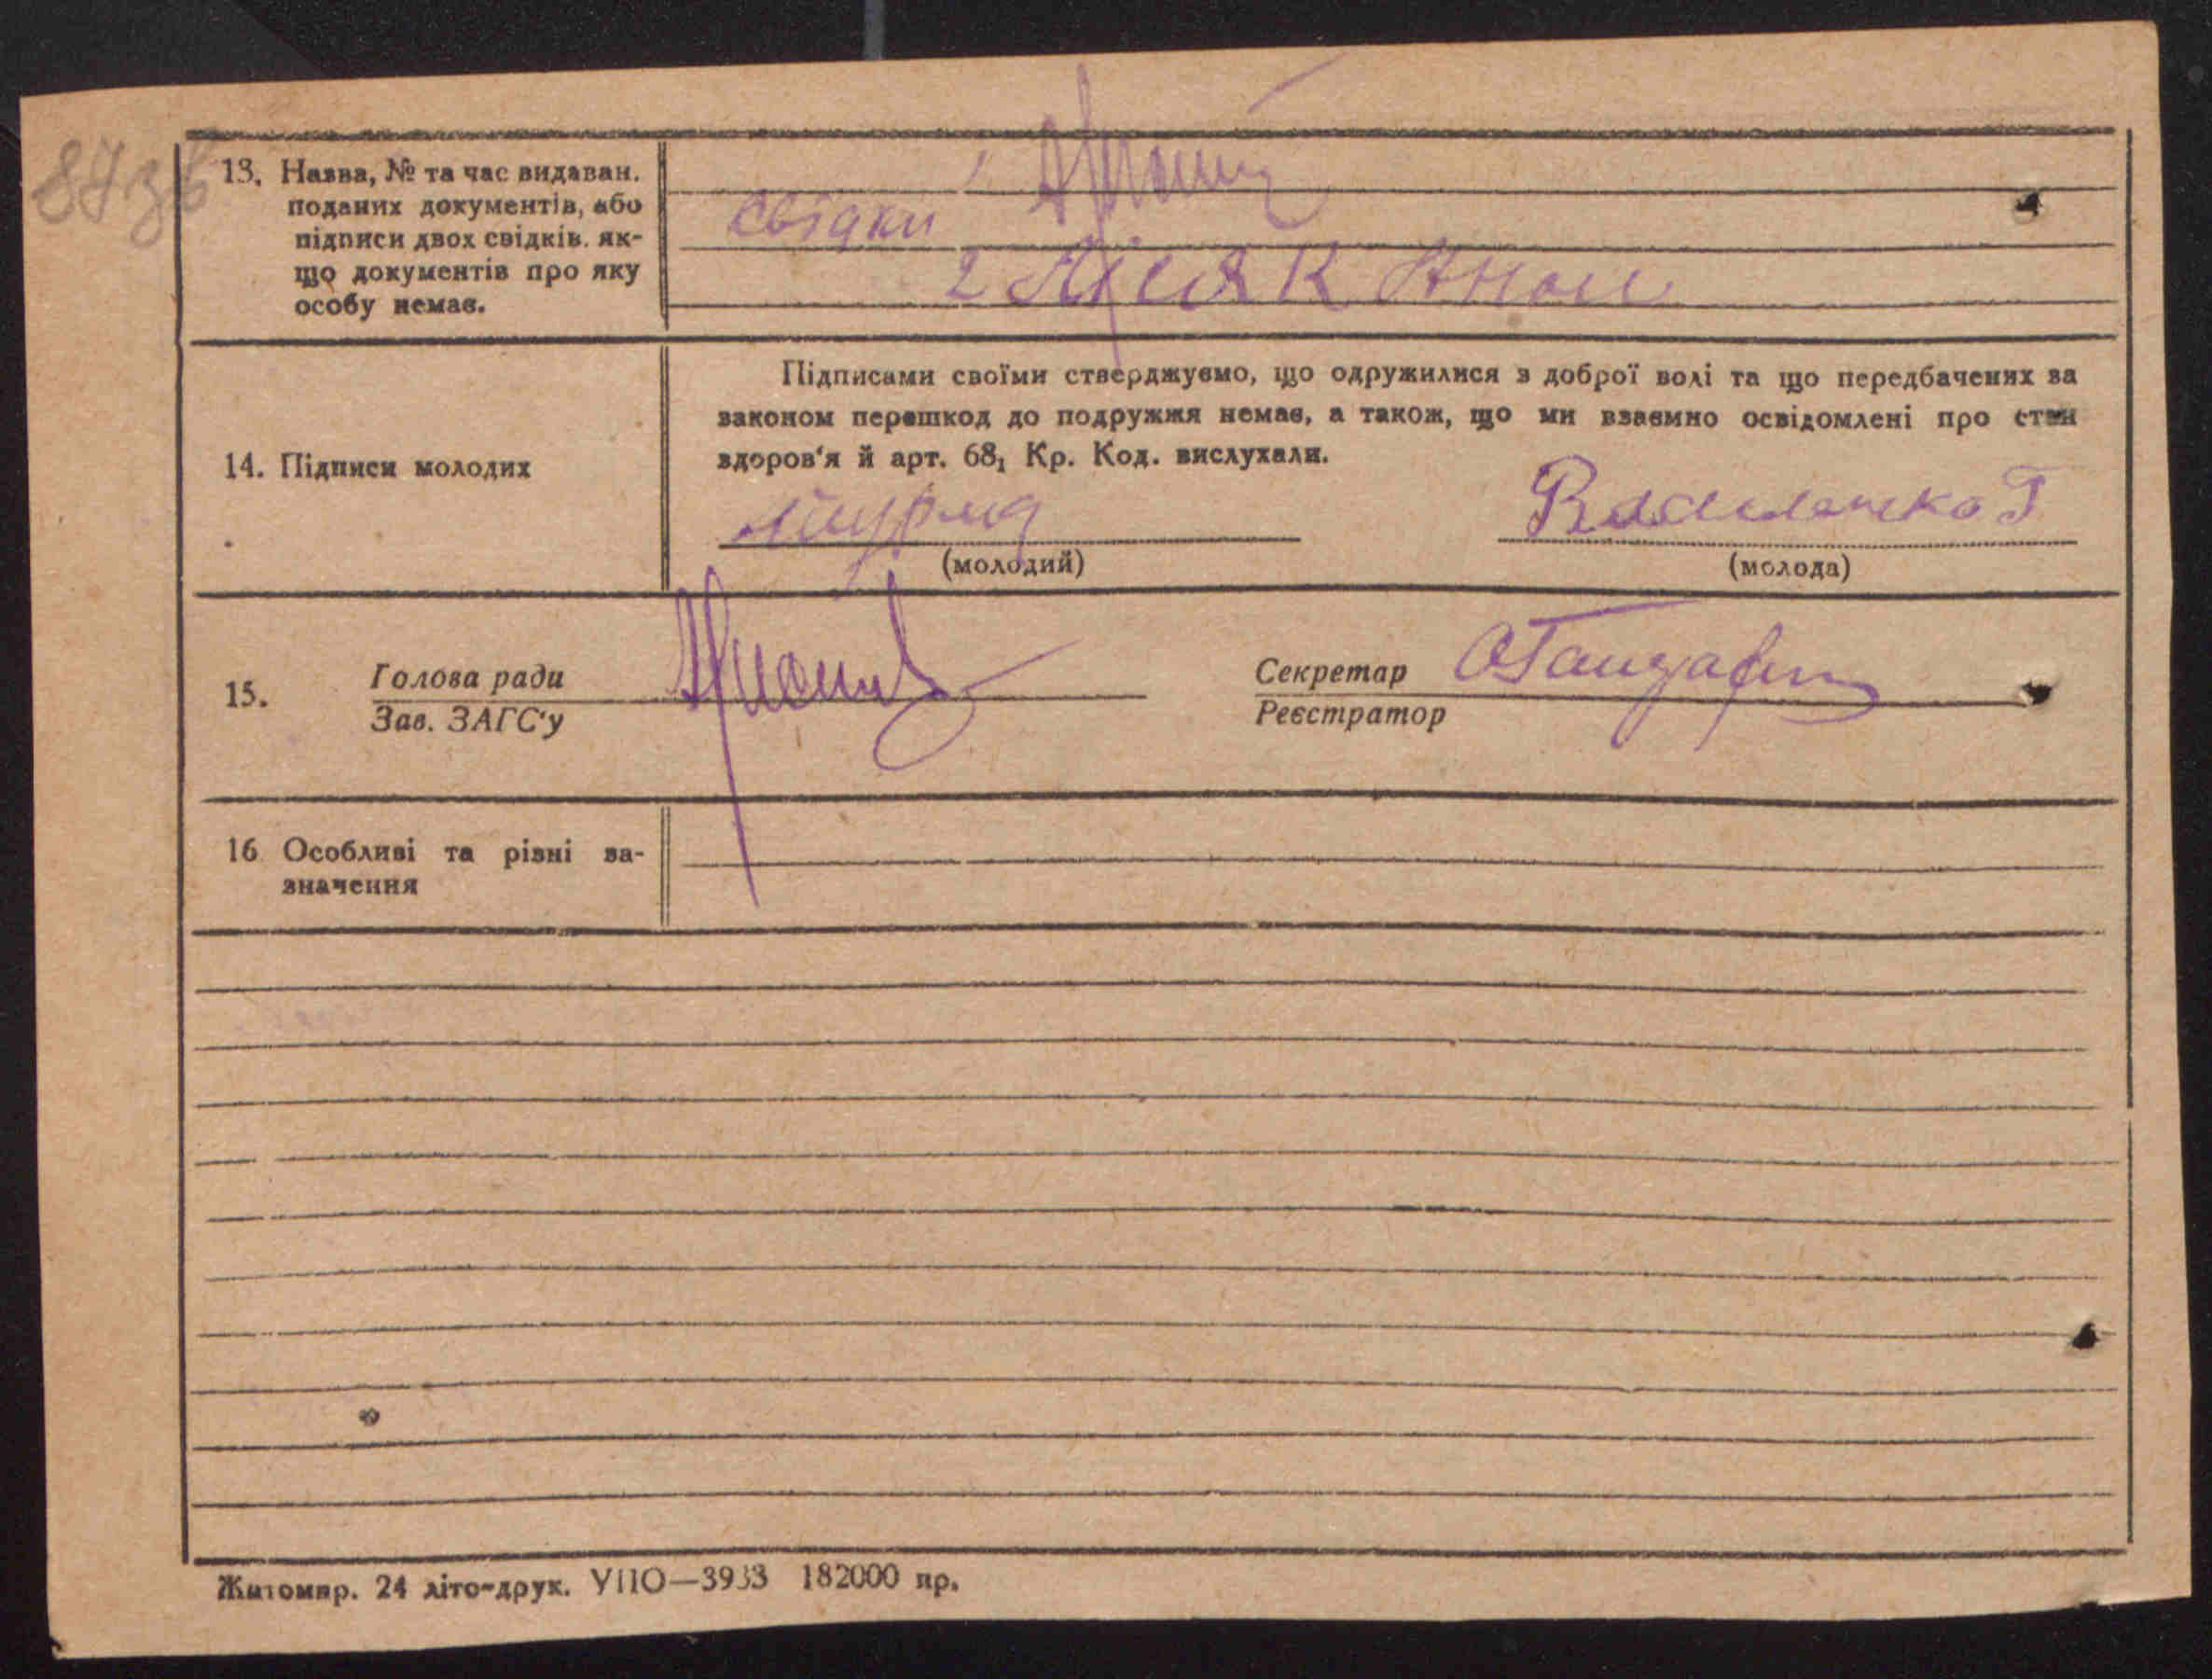 87зв
13. Назва, № та час видаван.
поданих документів, або
підписи двох свідків. як-
що документів про яку
особу немає.
1
Свідки
2
14. Підписи молодих
Підписами своїми стверджуємо, що одружилися з доброї волі та що передбачених за
законом перешкод до подружжя немає, а також, що ми взаємно освідомлені про стан
здоров'я й арт. 68₁ Кр. Код. вислухали.
(молодий)
(молода)
15. Голова ради
Зав. ЗАГС'у
Секретар
Реєстратор
16 Особливі та різні за-
значення
Житомир. 24 літо-друк. УПО—3933 182000 пр.